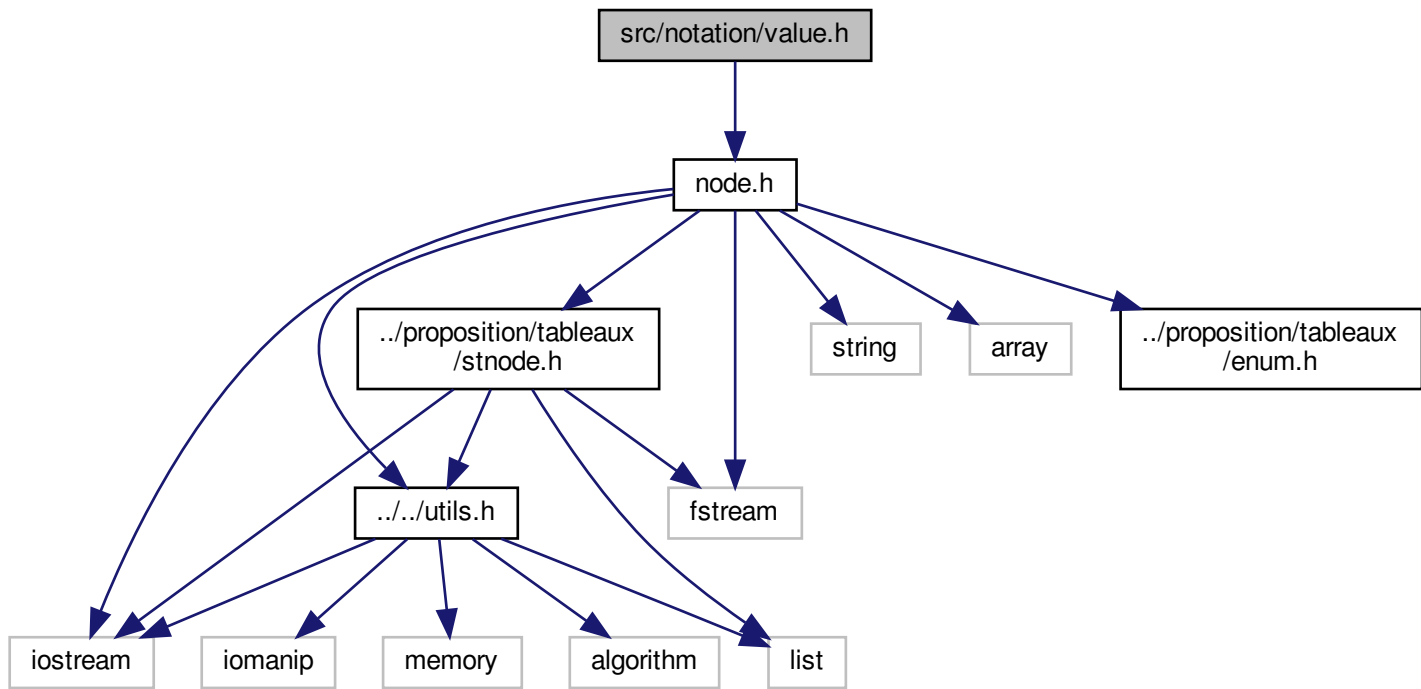 src/notation/value.h
node.h
../proposition/tableaux
/stnode.h
string
array
../proposition/tableaux
/enum.h
../../utils.h
fstream
iostream
iomanip
memory
algorithm
list